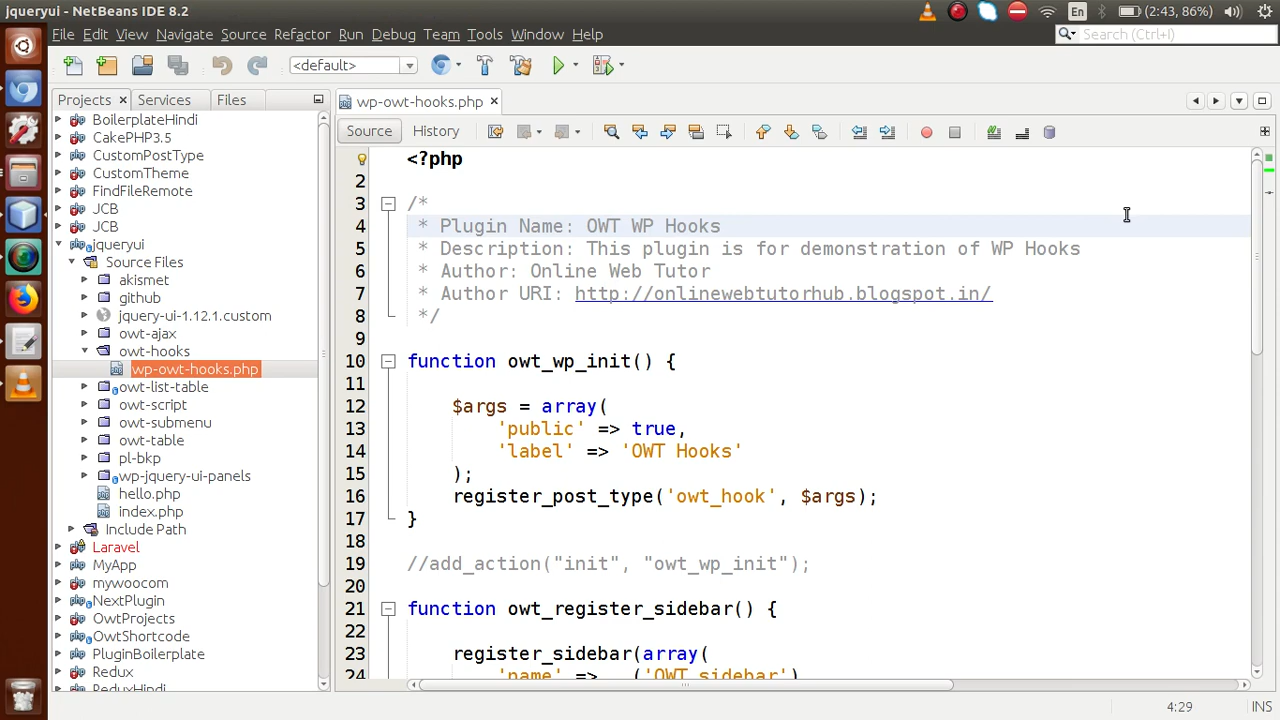 jqueryui - NetBeans IDE 8.2
En (2:43, 86%)
File Edit View Navigate Source Refactor Run Debug Team Tools Window Help
Search (Ctrl+I)
<default>
Projects Services Files
wp-owt-hooks.php
Source History
BoilerplateHindi
CakePHP3.5
CustomPostType
CustomTheme
FindFileRemote
JCB
JCB
jqueryui
Source Files
akismet
github
jquery-ui-1.12.1.custom
owt-ajax
owt-hooks
wp-owt-hooks.php
owt-list-table
owt-script
owt-submenu
owt-table
pl-bkp
wp-jquery-ui-panels
hello.php
index.php
Include Path
Laravel
MyApp
mywoocom
NextPlugin
OwtProjects
OwtShortcode
PluginBoilerplate
Redux
ReduxHindi
<?php
2
3 /*
4 * Plugin Name: OWT WP Hooks
5 * Description: This plugin is for demonstration of WP Hooks
6 * Author: Online Web Tutor
7 * Author URI: http://onlinewebtutorhub.blogspot.in/
8 */
9
10 function owt_wp_init() {
11
12 $args = array(
13 'public' => true,
14 'label' => 'OWT Hooks'
15 );
16 register_post_type('owt_hook', $args);
17 }
18
19 //add_action("init", "owt_wp_init");
20
21 function owt_register_sidebar() {
22
23 register_sidebar(array(
24 'name' => __('OWT sidebar')
4:29 INS